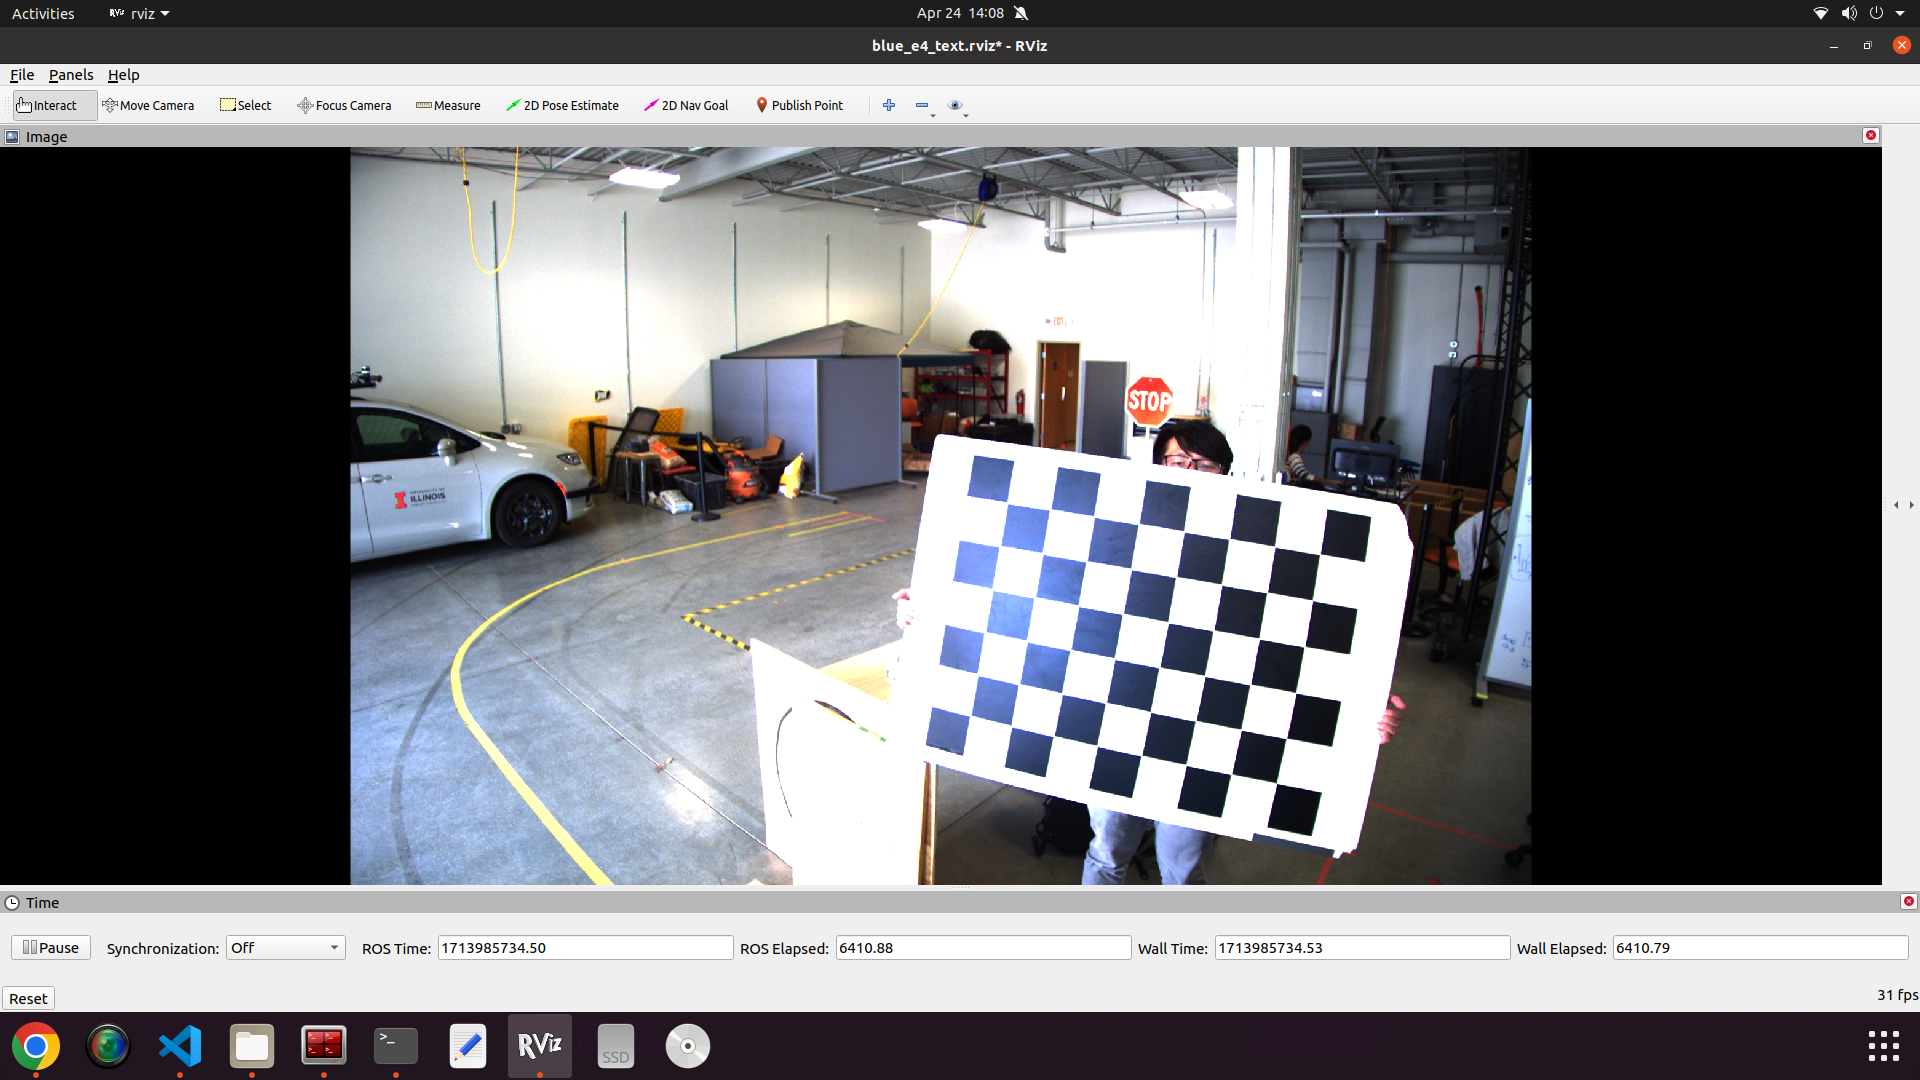 Activities
RViz rviz
Apr 24 14:08
blue_e4_text.rviz* - RViz
File Panels Help
Interact Move Camera Select Focus Camera Measure 2D Pose Estimate 2D Nav Goal Publish Point
Image
EXIT
STOP
I ILLINOIS
Time
Pause Synchronization: Off ROS Time: 1713985734.50 ROS Elapsed: 6410.88 Wall Time: 1713985734.53 Wall Elapsed: 6410.79
Reset
31 fps
>_
RViz
SSD